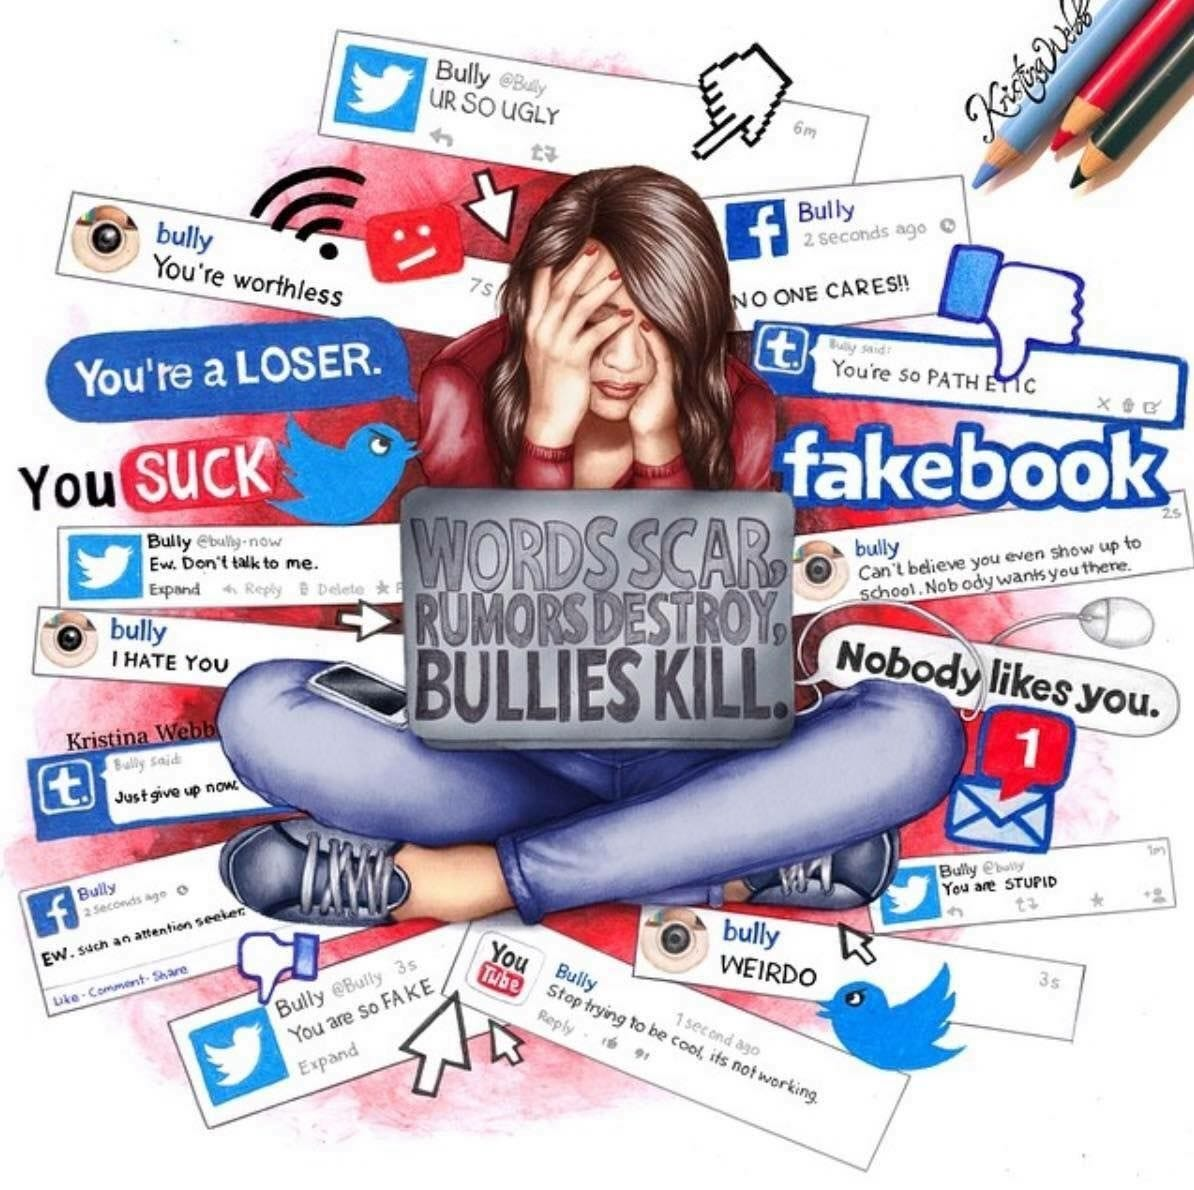 Kristina Webb
Bully @Bully
UR SO UGLY
6m
bully
You're worthless
7s
f
Bully
2 seconds ago
NO ONE CARES!!
You're a LOSER.
t.
Bully said:
You're so PATHETIC
You SUCK
fakebook
Bully @bully-now
Ew. Don't talk to me.
Expand Reply Delete
2s
bully
Can't believe you even show up to
school. Nobody wants you there.
WORDS SCAR,
RUMORS DESTROY,
BULLIES KILL.
bully
I HATE YOU
Nobody likes you.
1
Kristina Webb
t.
Bully said:
Just give up now.
f
Bully
2 seconds ago
EW. such an attention seeker.
Like · Comment · Share
Bully @bully
1m
You are STUPID
Bully @Bully 3s
You are so FAKE
Expand
You
Tube
Bully
1 second ago
Stop trying to be cool, its not working.
Reply ·
bully
WEIRDO
3s